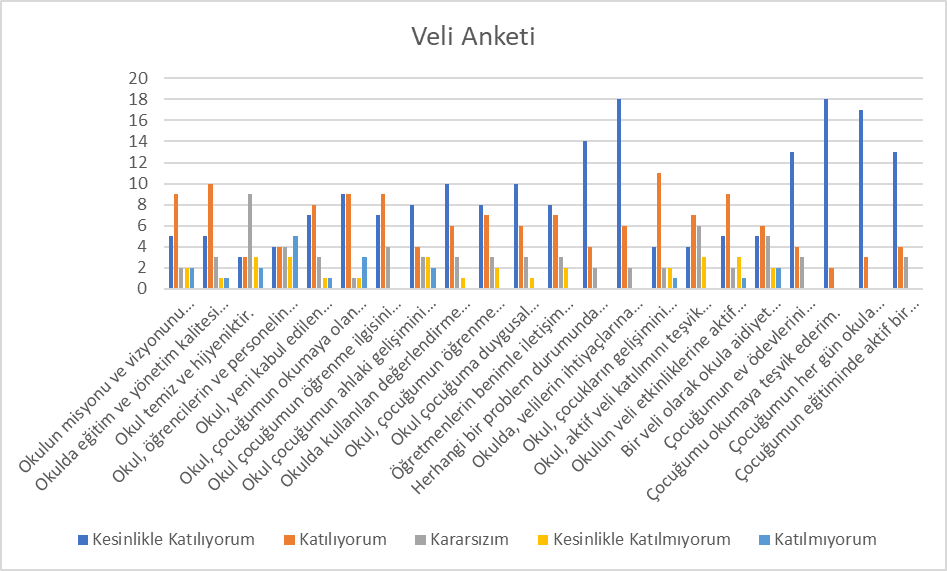 Veli Anketi
20
18
16
14
12
10
8
6
4
2
0
Okulun misyonu ve vizyonunu…
Okulda eğitim ve yönetim kalitesi…
Okul temiz ve hijyeniktir.
Okul, öğrencilerin ve personelin…
Okul, yeni kabul edilen…
Okul, çocuğumun okumaya olan…
Okul çocuğumun öğrenme ilgisini…
Okul çocuğumun ahlaki gelişimini…
Okulda kullanılan değerlendirme…
Okul, çocuğumun öğrenme…
Okul çocuğuma duygusal…
Öğretmenlerin benimle iletişim…
Herhangi bir problem durumunda…
Okulda, velilerin ihtiyaçlarına…
Okul, çocukların gelişimini…
Okul, aktif veli katılımını teşvik…
Okulun veli etkinliklerine aktif…
Bir veli olarak okula aidiyet…
Çocuğumun ev ödevlerini…
Çocuğumu okumaya teşvik ederim.
Çocuğumun her gün okula…
Çocuğumun eğitiminde aktif bir…
Kesinlikle Katılıyorum
Katılıyorum
Kararsızım
Kesinlikle Katılmıyorum
Katılmıyorum